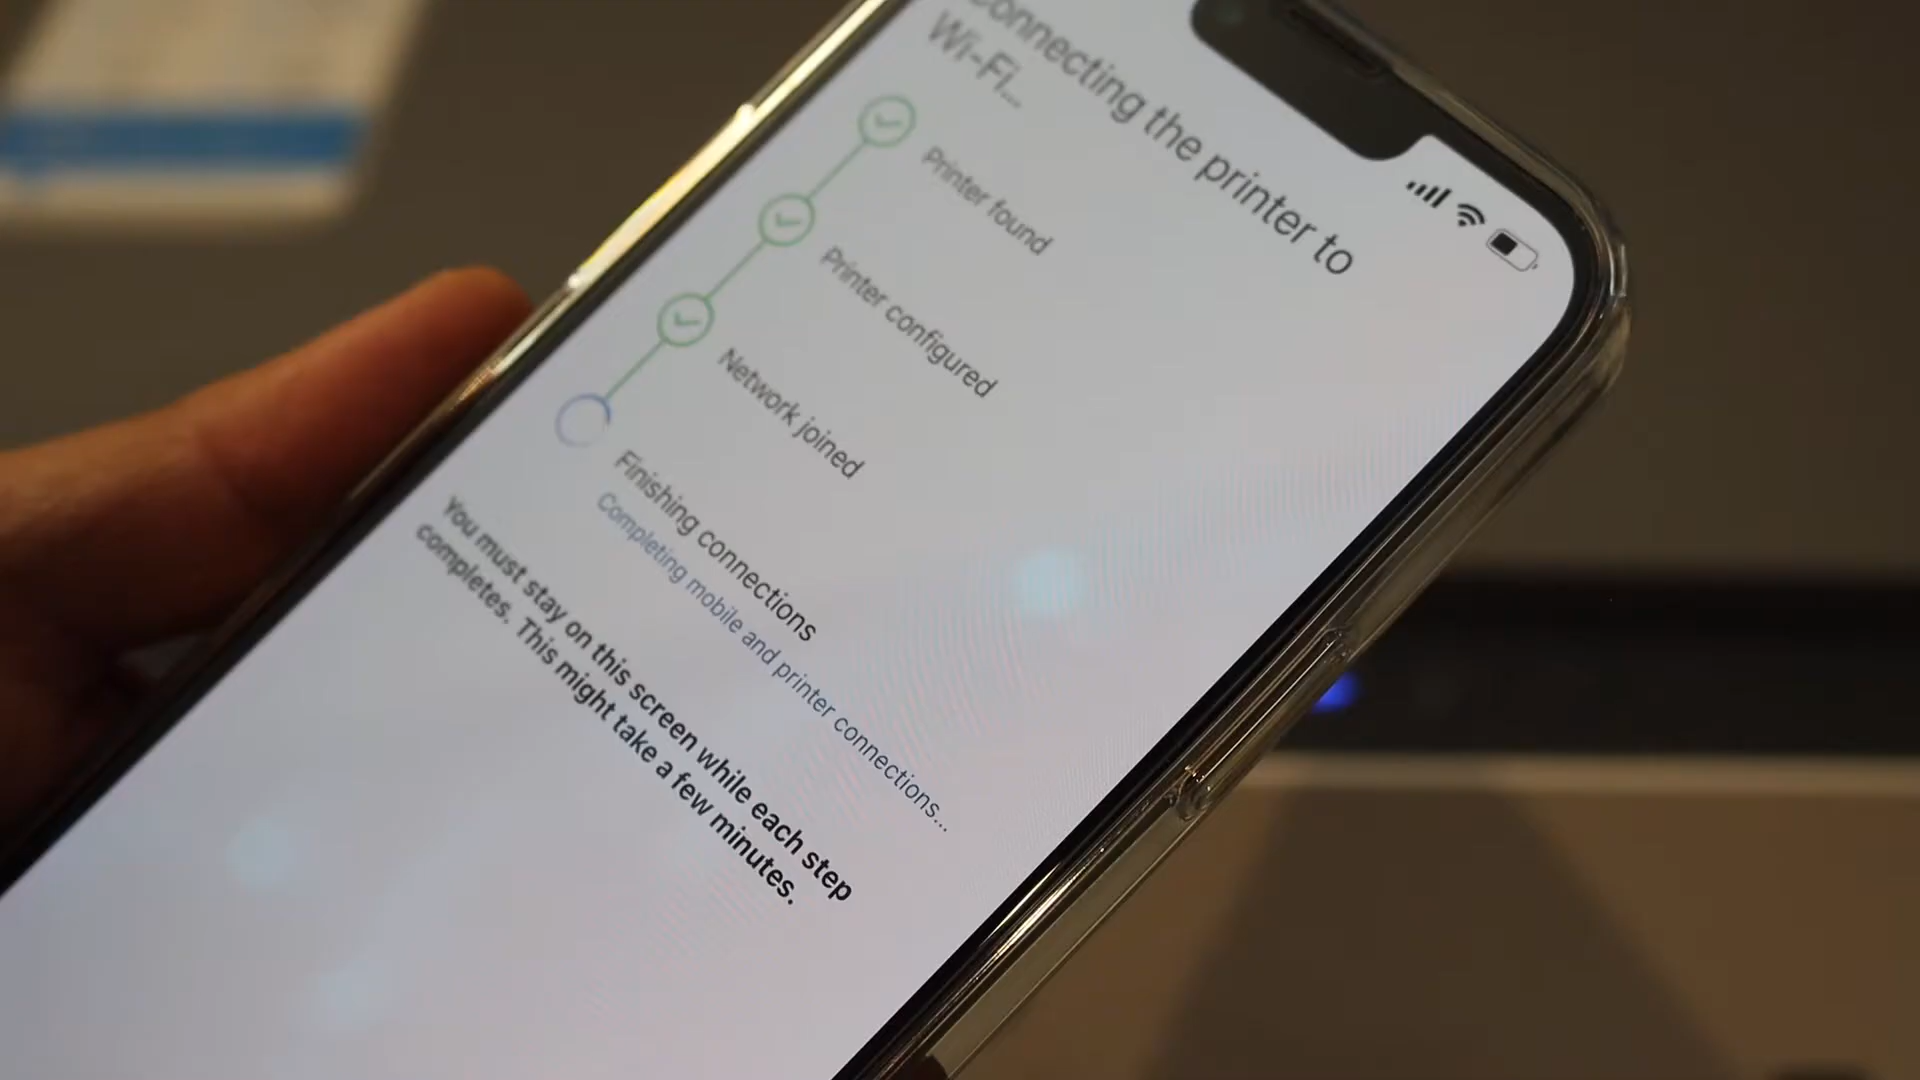 Connecting the printer to
Wi-Fi...
Printer found
Printer configured
Network joined
Finishing connections
Completing mobile and printer connections...
You must stay on this screen while each step
completes. This might take a few minutes.